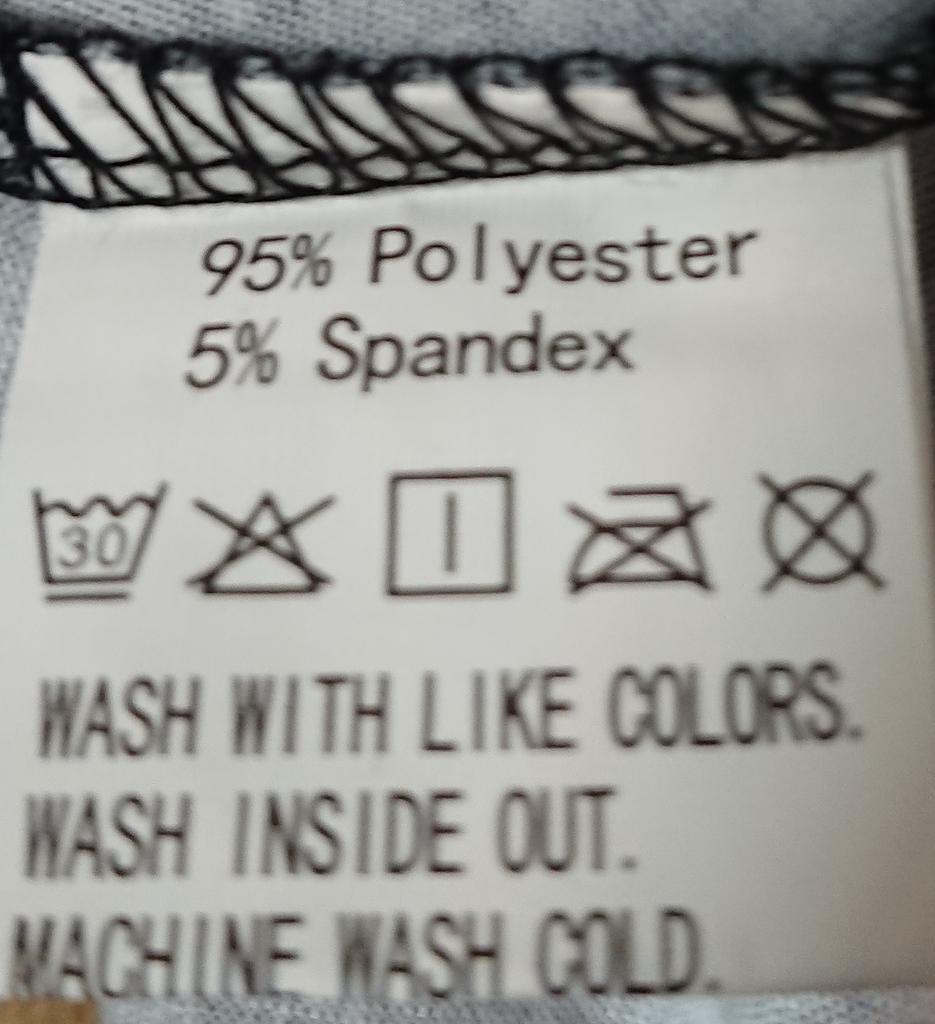 95% Polyester
5% Spandex
30
WASH WITH LIKE COLORS.
WASH INSIDE OUT.
MACHINE WASH COLD.